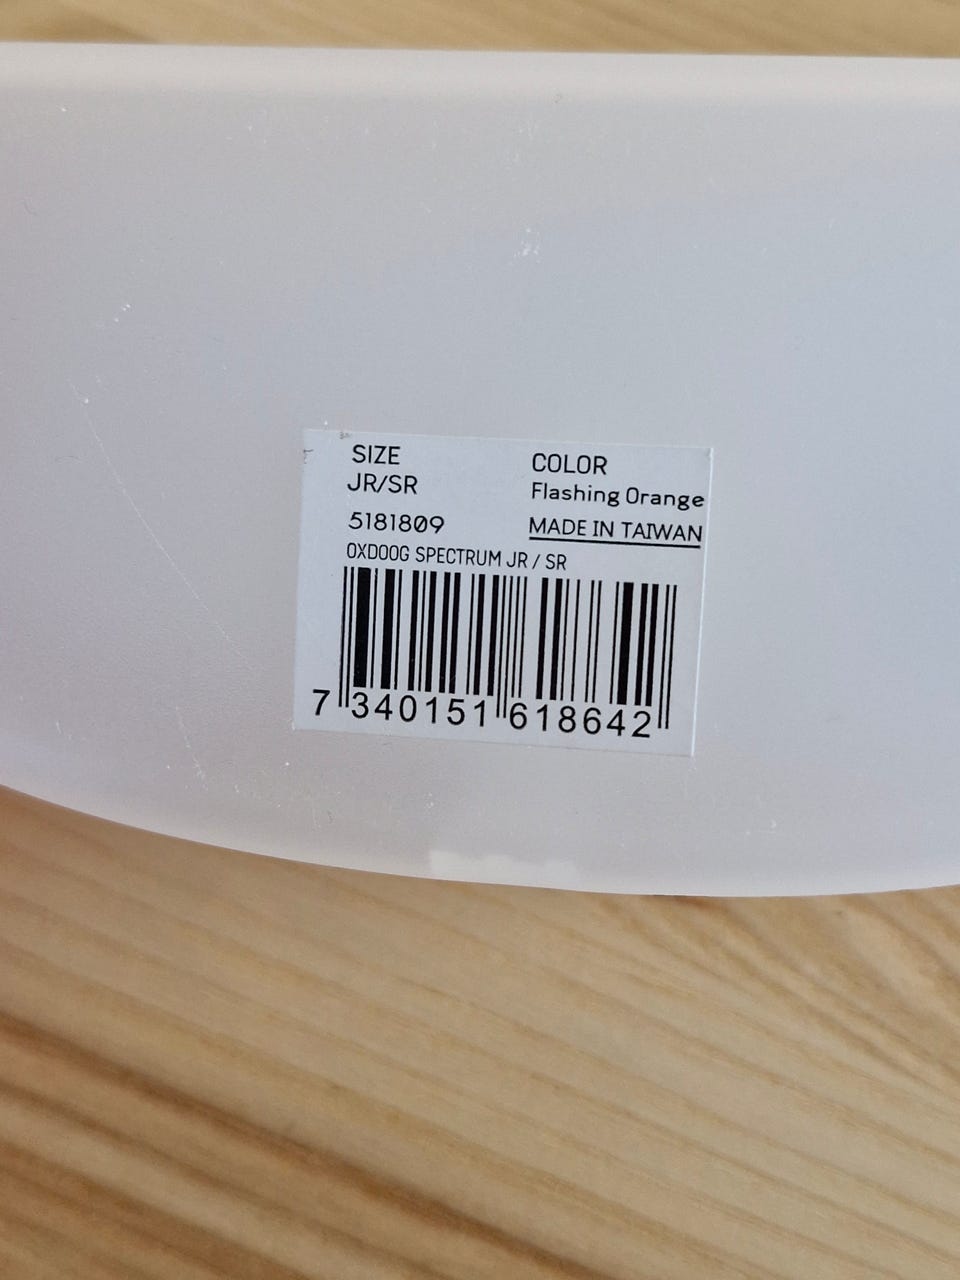 SIZE
JR/SR
COLOR
Flashing Orange
5181809
MADE IN TAIWAN
OXDOOG SPECTRUM JR / SR
7 340151 618642